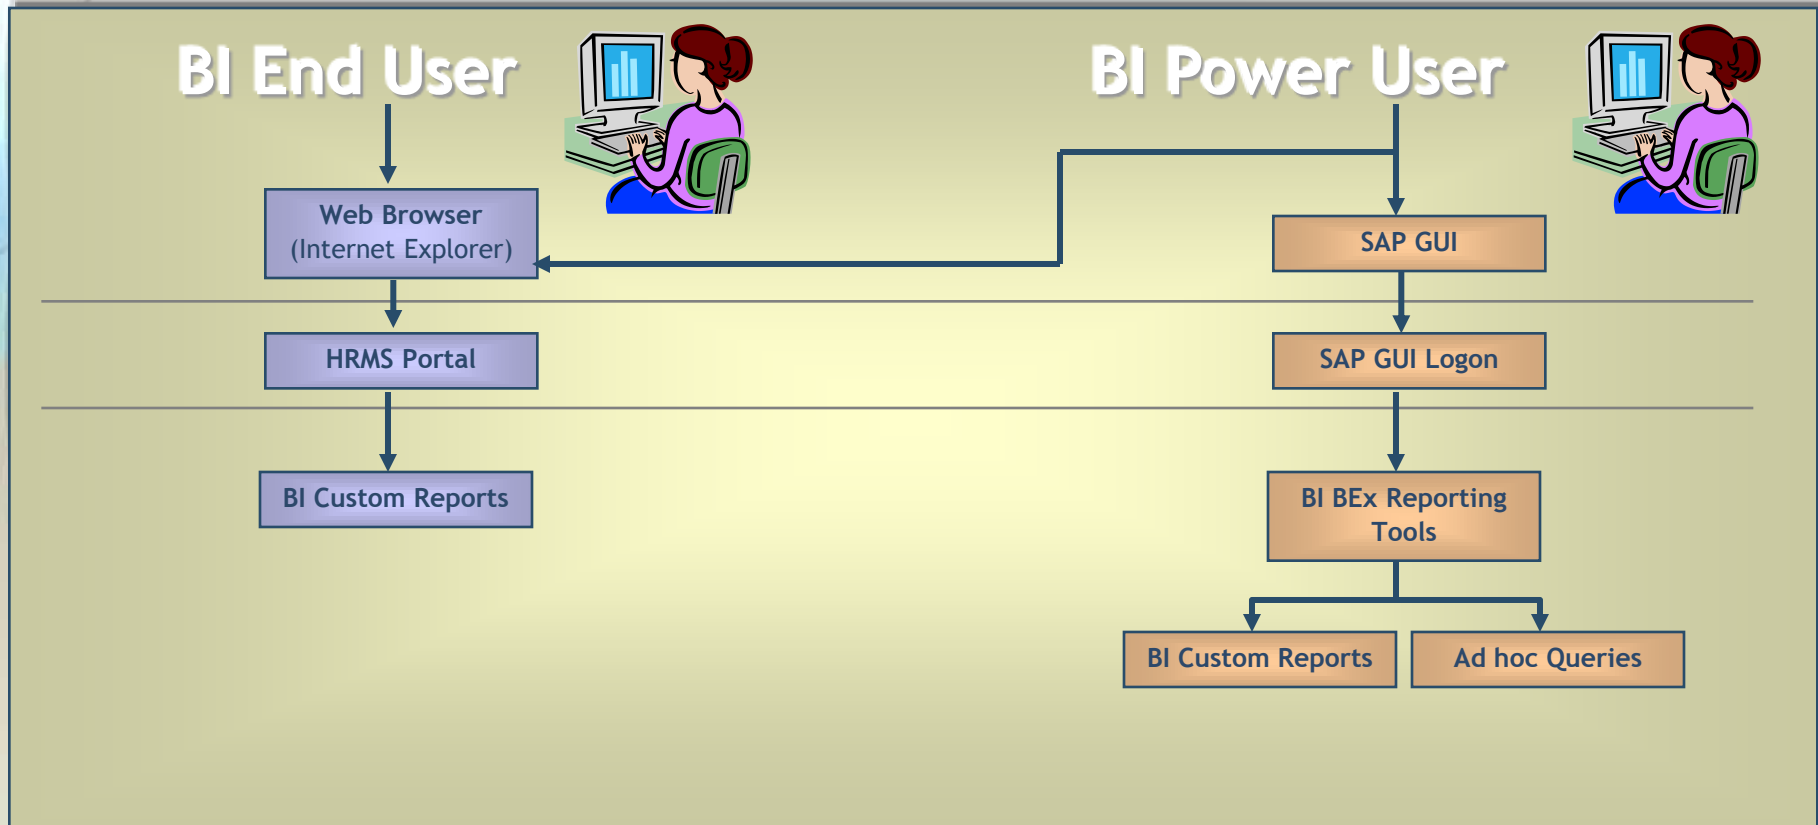 BI End User
BI Power User
Web Browser
(Internet Explorer)
SAP GUI
HRMS Portal
SAP GUI Logon
BI Custom Reports
BI BEx Reporting
Tools
BI Custom Reports
Ad hoc Queries